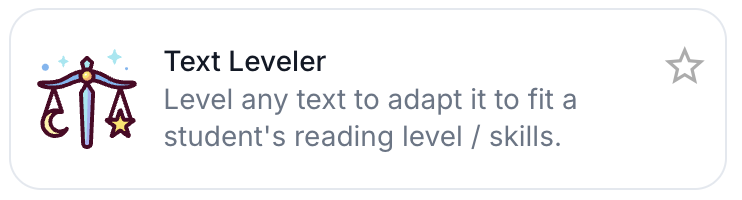 Text Leveler
Level any text to adapt it to fit a
student's reading level / skills.